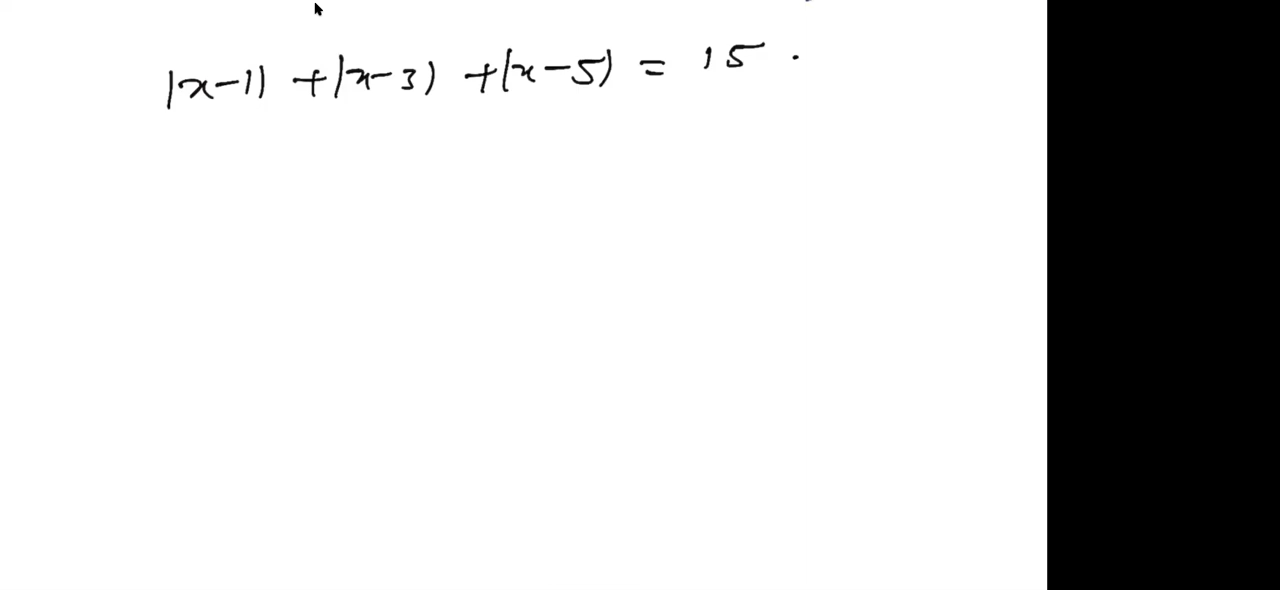 |x-1| + |x-3| + |x-5| = 15 .